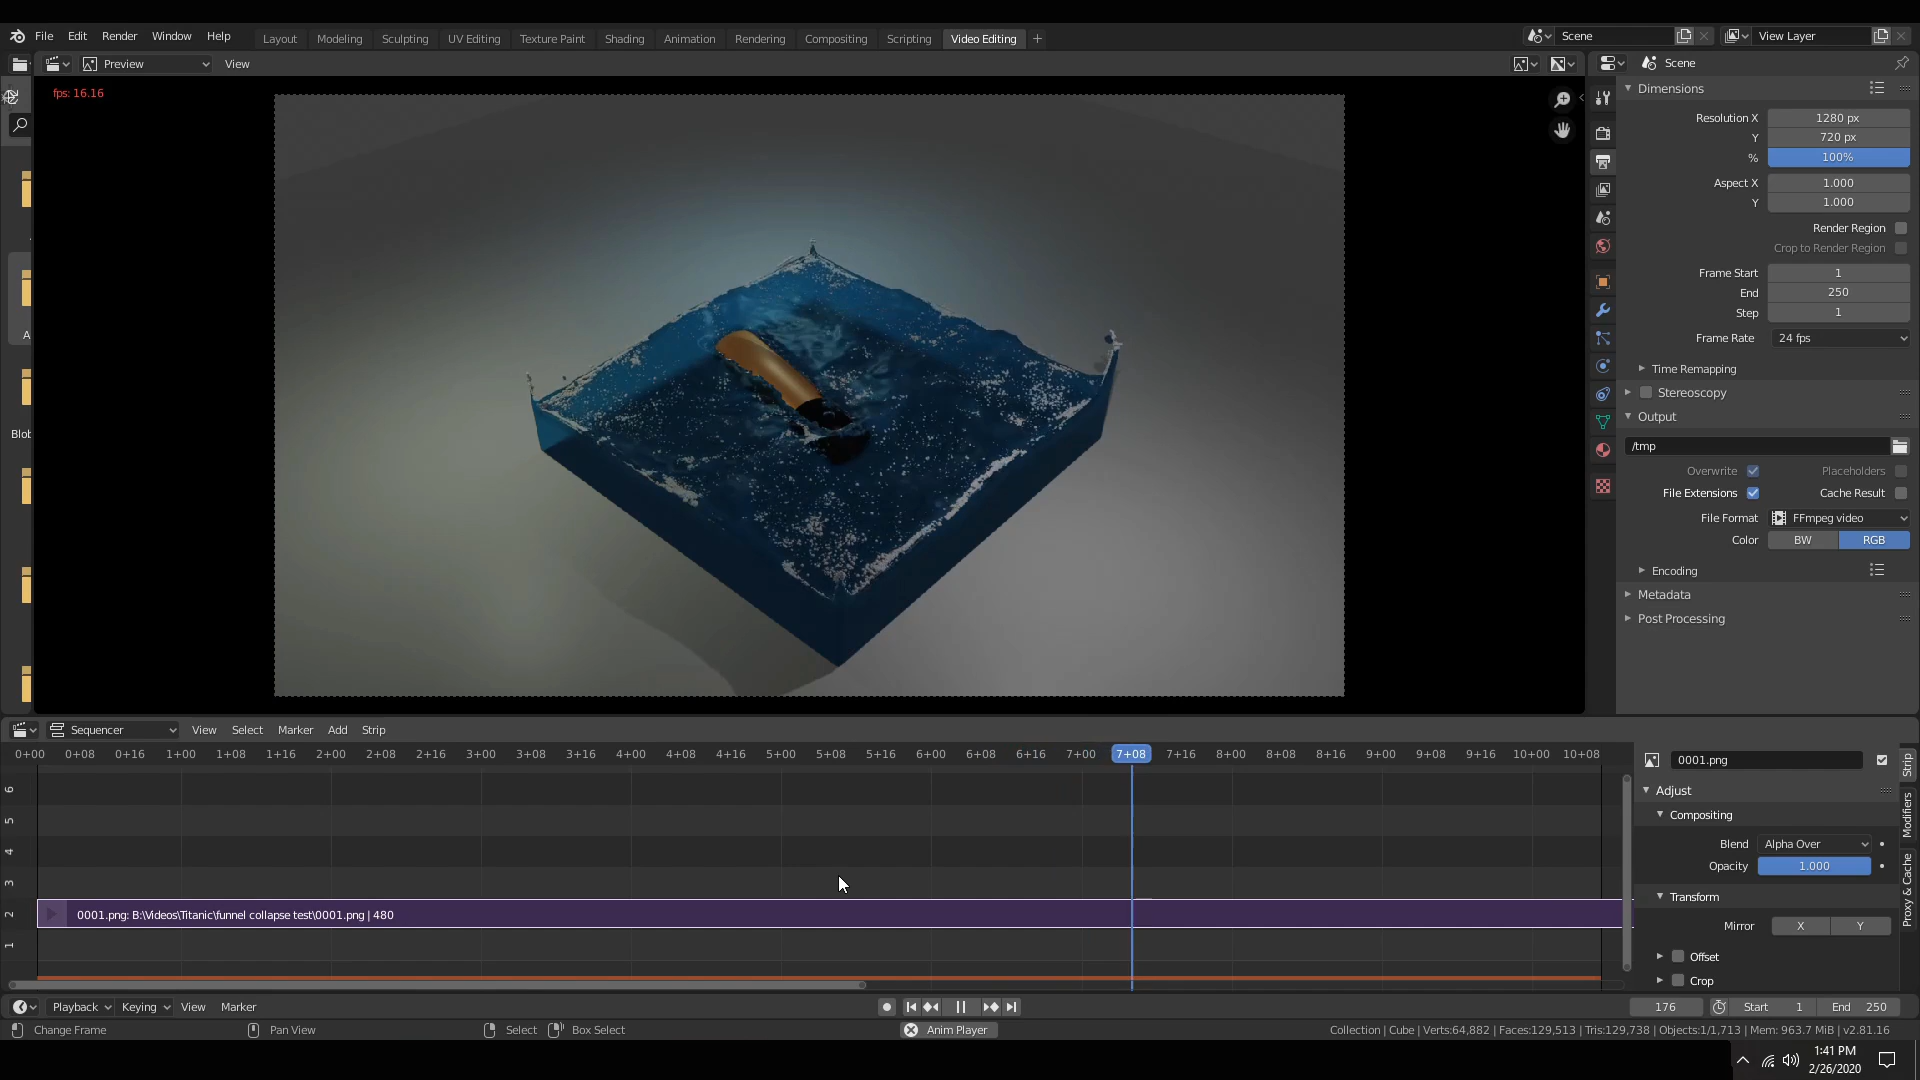 File Edit Render Window Help Layout Modeling Sculpting UV Editing Texture Paint Shading Animation Rendering Compositing Scripting Video Editing + Scene View Layer
Preview View Scene
fps: 16.16
Dimensions
Resolution X 1280 px
Y 720 px
% 100%
Aspect X 1.000
Y 1.000
Render Region
Crop to Render Region
Frame Start 1
End 250
Step 1
Frame Rate 24 fps
Time Remapping
Stereoscopy
Output
/tmp
Overwrite Placeholders
File Extensions Cache Result
File Format FFmpeg video
Color BW RGB
Encoding
Metadata
Post Processing
A
Blob
Sequencer View Select Marker Add Strip
0+00 0+08 0+16 1+00 1+08 1+16 2+00 2+08 2+16 3+00 3+08 3+16 4+00 4+08 4+16 5+00 5+08 5+16 6+00 6+08 6+16 7+00 7+08 7+16 8+00 8+08 8+16 9+00 9+08 9+16 10+00 10+08
6
5
4
3
2
1
0001.png: B:\Videos\Titanic\funnel collapse test\0001.png | 480
0001.png
Adjust
Compositing
Blend Alpha Over
Opacity 1.000
Transform
Mirror X Y
Offset
Crop
Strip
Modifiers
Proxy & Cache
Playback Keying View Marker 176 Start 1 End 250
Change Frame Pan View Select Box Select Anim Player Collection | Cube | Verts:64,882 | Faces:129,513 | Tris:129,738 | Objects:1/1,713 | Mem: 963.7 MiB | v2.81.16
1:41 PM
2/26/2020